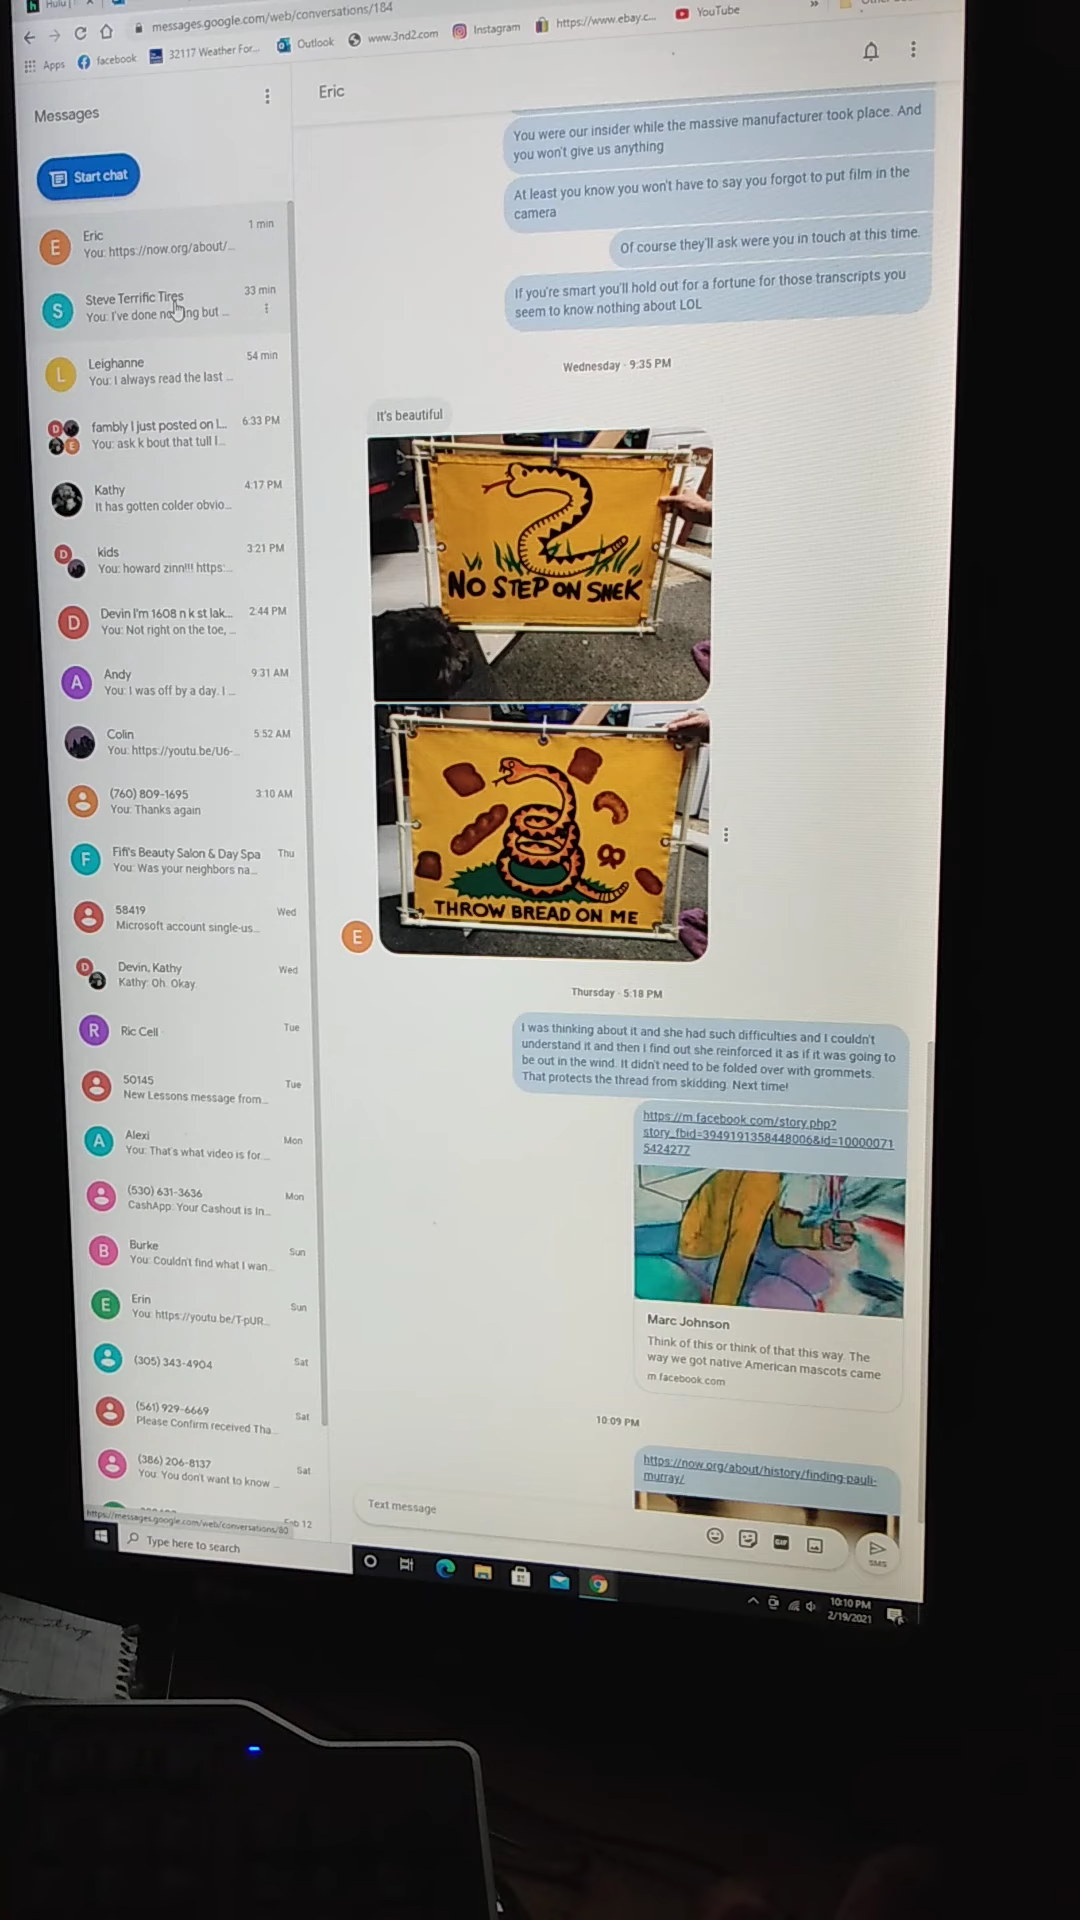 Hulu
messages.google.com/web/conversations/184
Apps
facebook
32117 Weather For...
Outlook
www.3nd2.com
Instagram
https://www.ebay.c...
YouTube
Messages
Start chat
Eric
1 min
You: https://now.org/about/...
Steve Terrific Tires
33 min
You: I've done nothing but ...
Leighanne
54 min
You: I always read the last ...
fambly I just posted on I...
6:33 PM
You: ask k bout that tull I...
Kathy
4:17 PM
It has gotten colder obvio...
kids
3:21 PM
You: howard zinn!!! https:...
Devin I'm 1608 n k st lak...
2:44 PM
You: Not right on the toe, ...
Andy
9:31 AM
You: I was off by a day. I ...
Colin
5:52 AM
You: https://youtu.be/U6-...
(760) 809-1695
3:10 AM
You: Thanks again
Fifi's Beauty Salon & Day Spa
Thu
You: Was your neighbors na...
58419
Wed
Microsoft account single-us...
Devin, Kathy
Wed
Kathy: Oh. Okay.
Ric Cell
Tue
50145
Tue
New Lessons message from...
Alexi
Mon
You: That's what video is for...
(530) 631-3636
Mon
CashApp: Your Cashout is In...
Burke
Sun
You: Couldn't find what I wan...
Erin
Sun
You: https://youtu.be/T-pUR...
(305) 343-4904
Sat
(561) 929-6669
Sat
Please Confirm received Tha...
(386) 206-8137
Sat
You: You don't want to know ...
12
https://messages.google.com/web/conversations/80
Eric
You were our insider while the massive manufacturer took place. And
you won't give us anything
At least you know you won't have to say you forgot to put film in the
camera
Of course they'll ask were you in touch at this time.
If you're smart you'll hold out for a fortune for those transcripts you
seem to know nothing about LOL
Wednesday · 9:35 PM
It's beautiful
NO STEP ON SNEK
THROW BREAD ON ME
E
Thursday · 5:18 PM
I was thinking about it and she had such difficulties and I couldn't
understand it and then I find out she reinforced it as if it was going to
be out in the wind. It didn't need to be folded over with grommets.
That protects the thread from skidding. Next time!
https://m.facebook.com/story.php?
story_fbid=3949191358448006&id=10000071
5424277
Marc Johnson
Think of this or think of that this way. The
way we got native American mascots came
m.facebook.com
10:09 PM
https://now.org/about/history/finding-pauli-
murray/
Text message
GIF
SMS
Type here to search
10:10 PM
2/19/2021